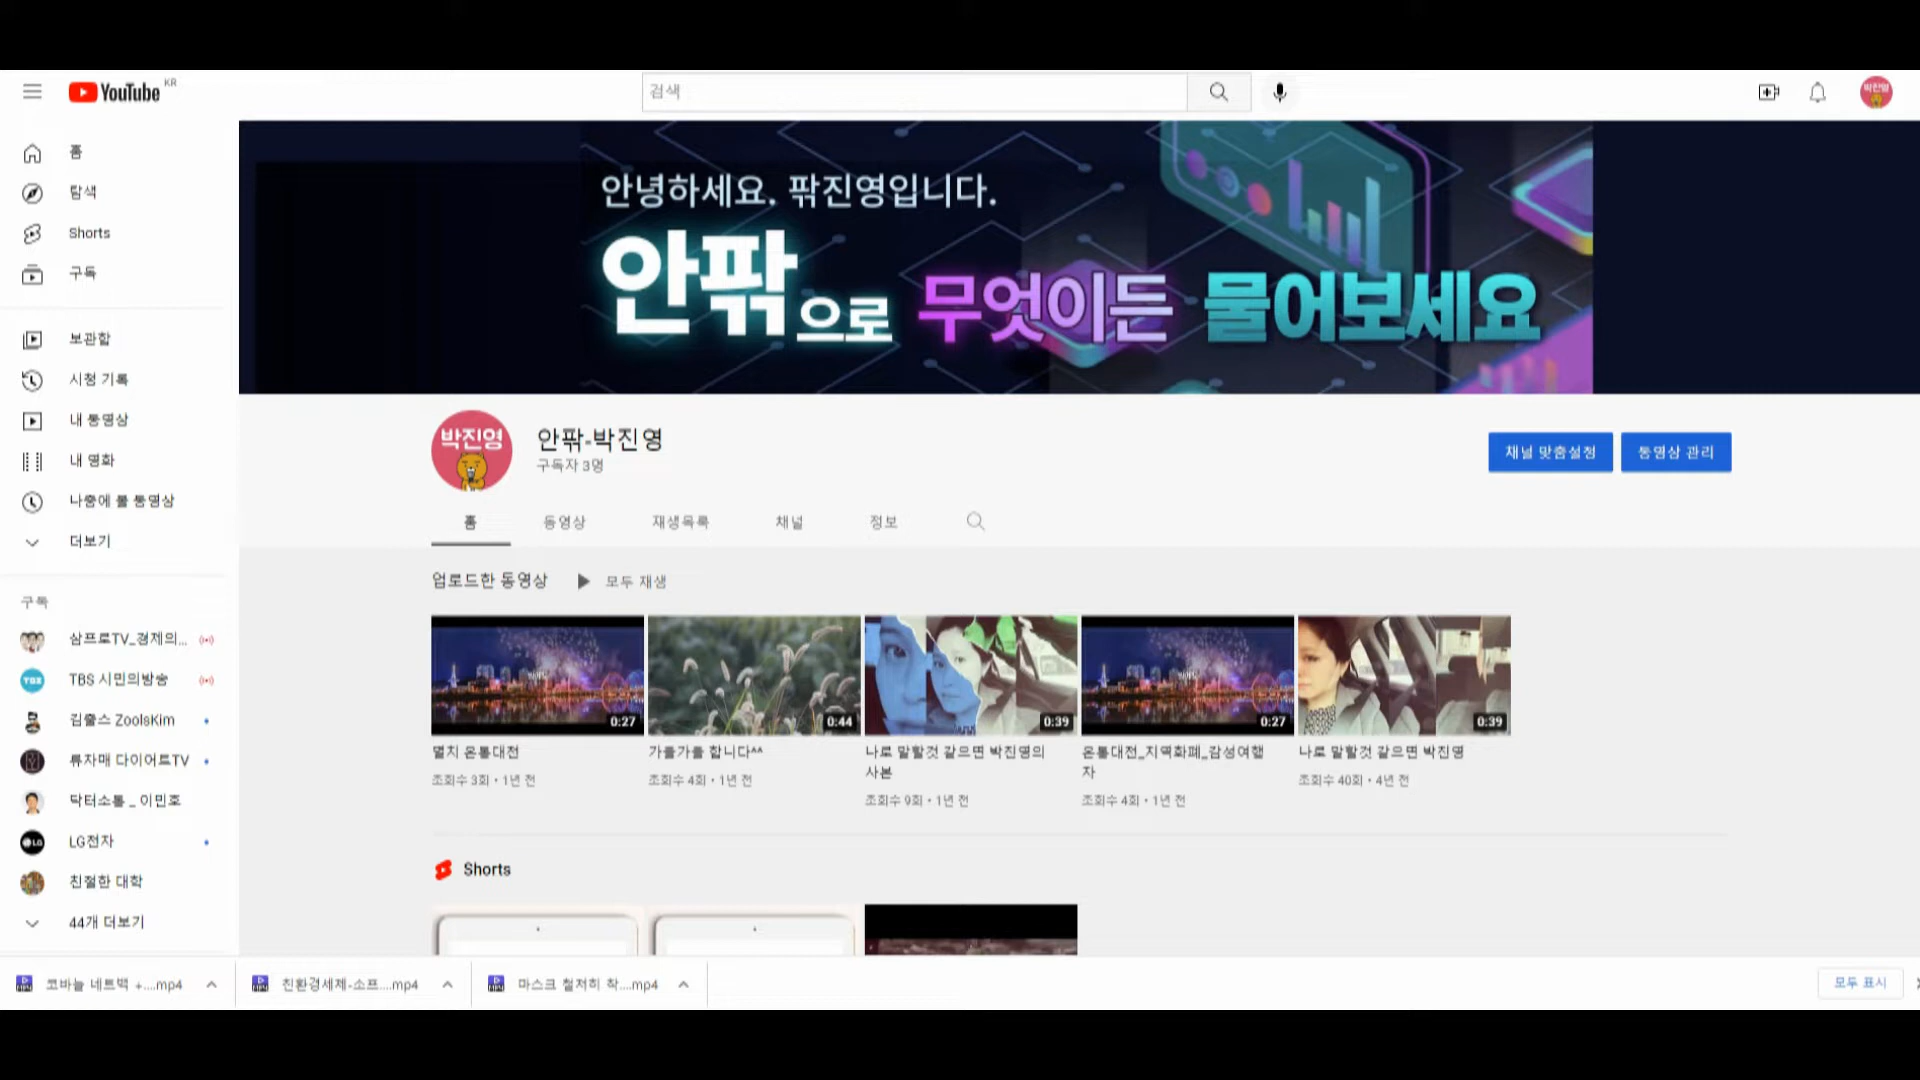 YouTube KR
검색
홈
탐색
Shorts
구독
보관함
시청 기록
내 동영상
내 영화
나중에 볼 동영상
더보기
구독
삼프로TV_경제의...
TBS 시민의방송
김줄스 ZoolsKim
류자매 다이어트TV
닥터소통 _ 이민호
LG전자
친절한 대학
44개 더보기
안녕하세요. 팎진영입니다.
안팎으로 무엇이든 물어보세요
박진영
안팎-박진영
구독자 3명
채널 맞춤설정
동영상 관리
홈 동영상 재생목록 채널 정보
업로드한 동영상 모두 재생
0:27
멸치 온통대전
조회수 3회 • 1년 전
0:44
가을가을 합니다^^
조회수 4회 • 1년 전
0:39
나로 말할것 같으면 박진영의
사본
조회수 9회 • 1년 전
0:27
온통대전_지역화폐_감성여행
자
조회수 4회 • 1년 전
0:39
나로 말할것 같으면 박진영
조회수 40회 • 4년 전
Shorts
코바늘 네트백 +....mp4
친환경세제-소프....mp4
마스크 철저히 착....mp4
모두 표시